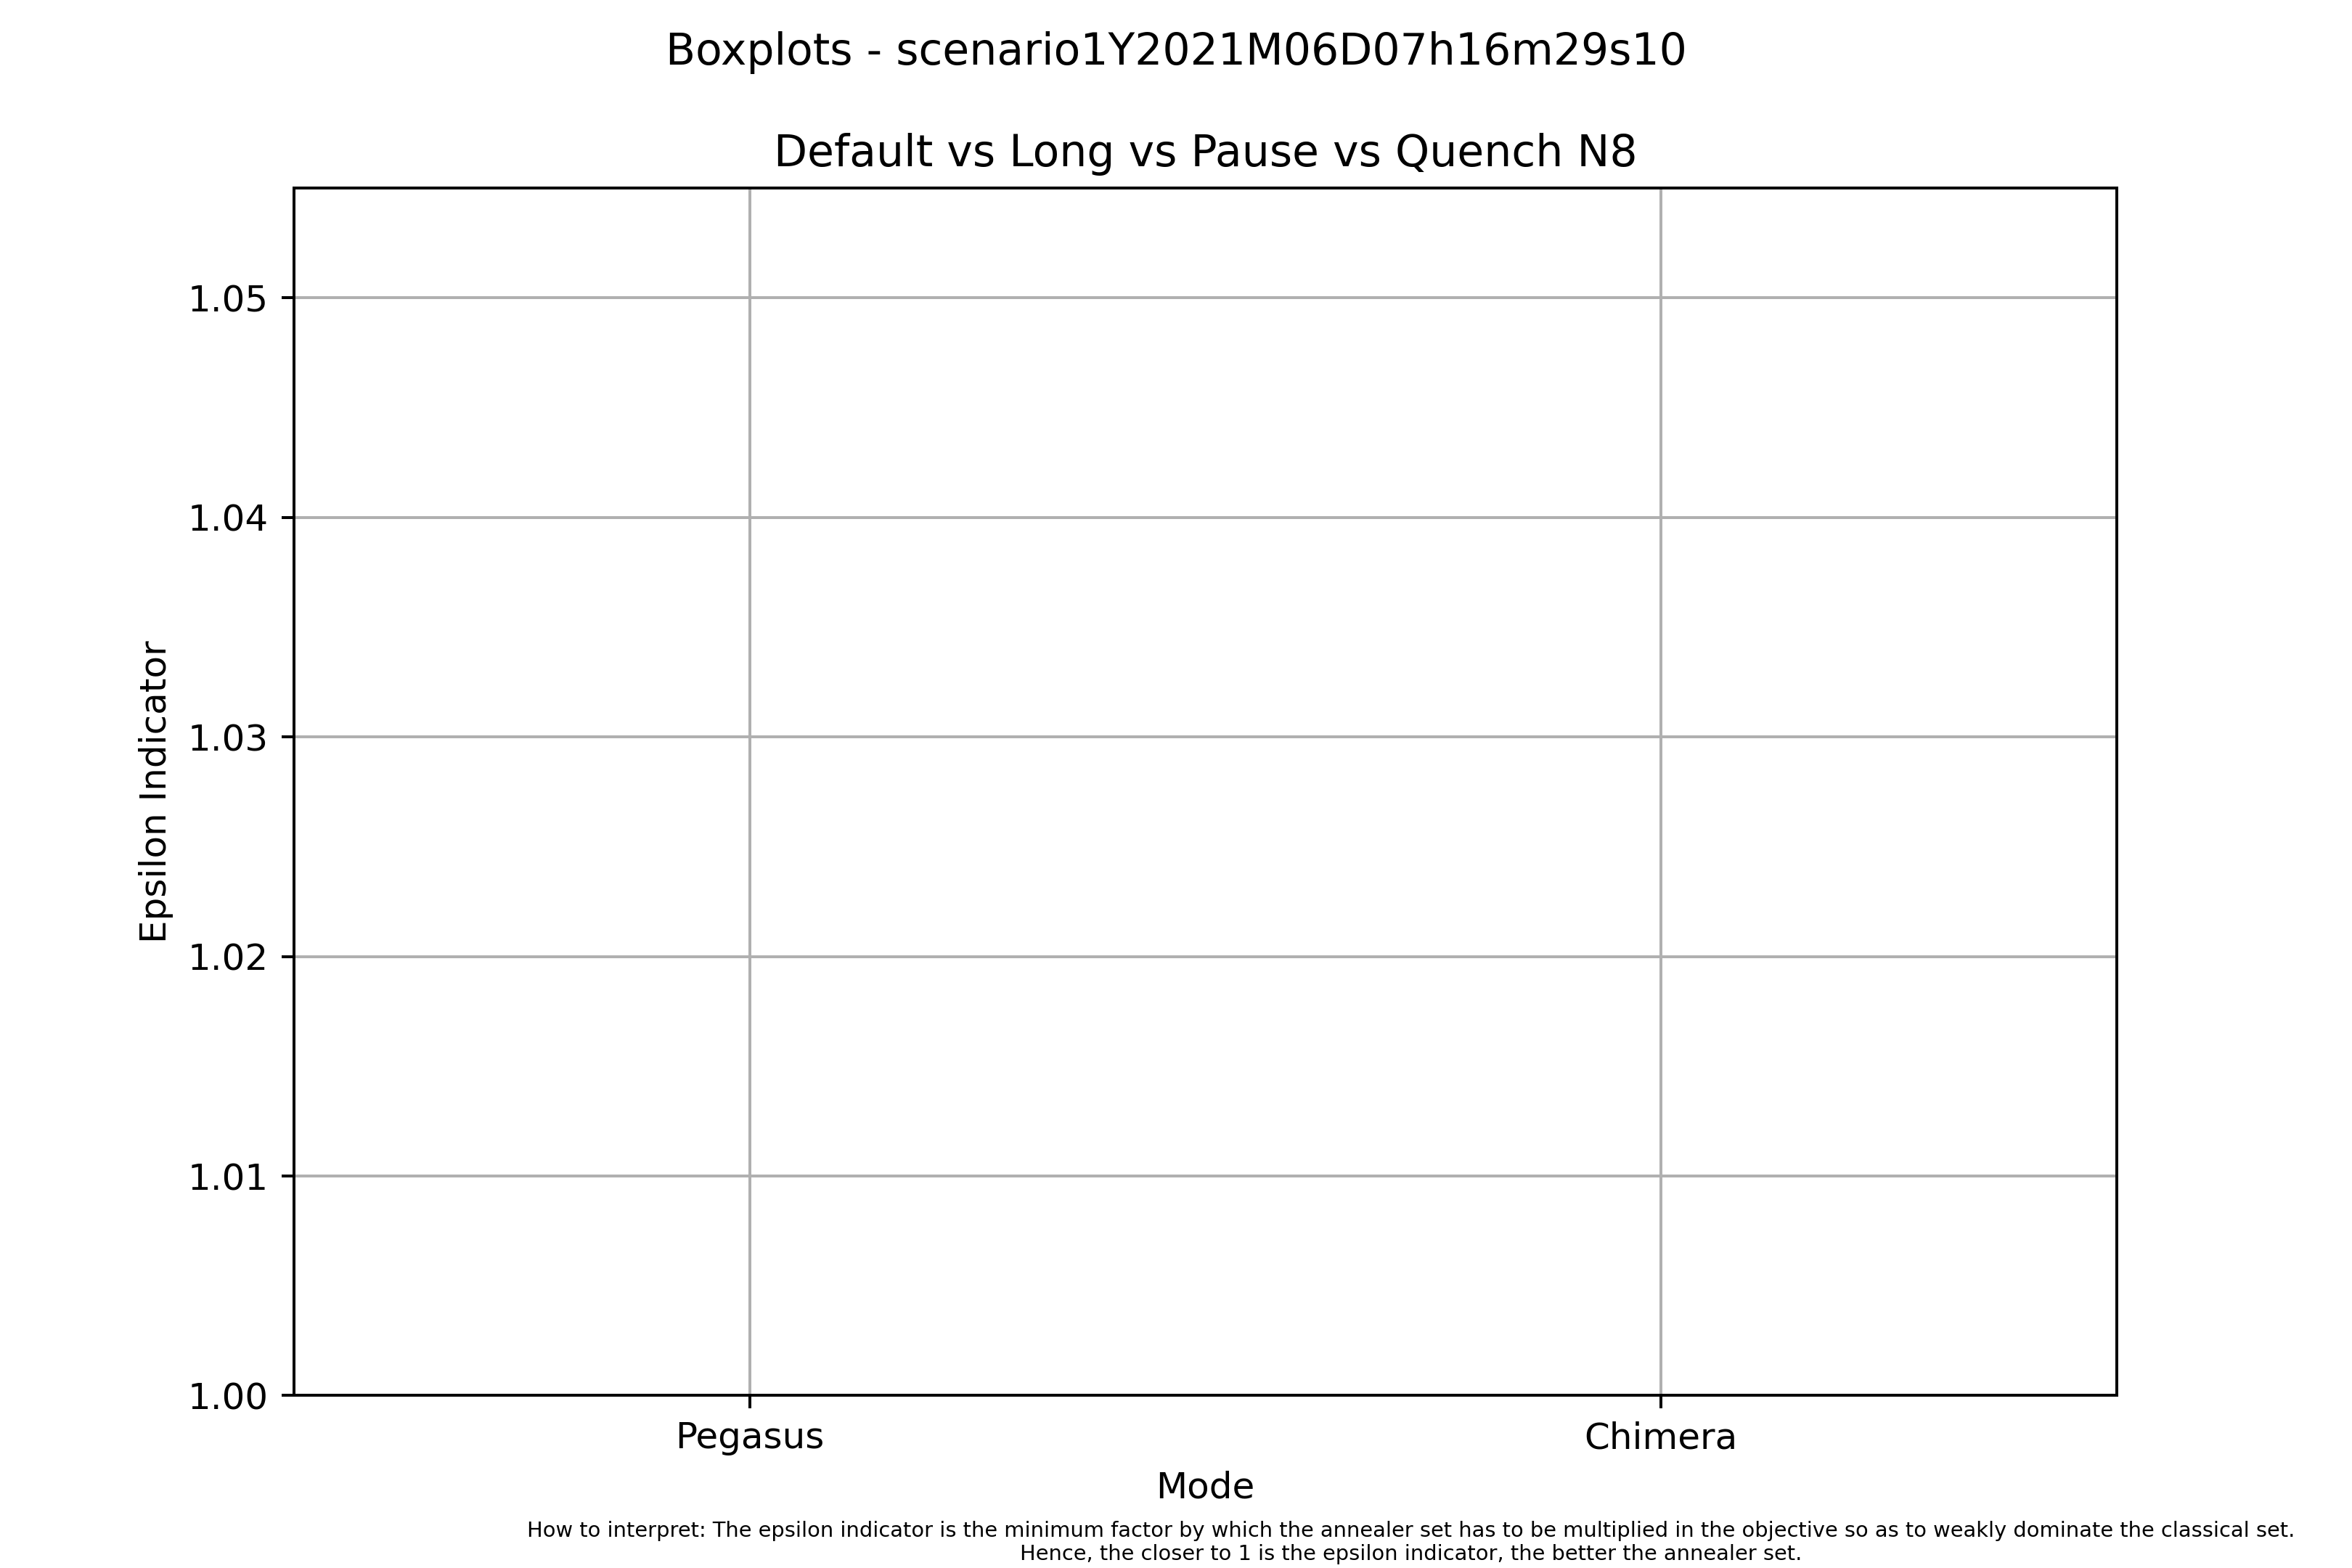 Boxplots - scenario1Y2021M06D07h16m29s10
Default vs Long vs Pause vs Quench N8
1.05
1.04
1.03
1.02
1.01
1.00
Epsilon Indicator
Pegasus
Chimera
Mode
How to interpret: The epsilon indicator is the minimum factor by which the annealer set has to be multiplied in the objective so as to weakly dominate the classical set.
Hence, the closer to 1 is the epsilon indicator, the better the annealer set.